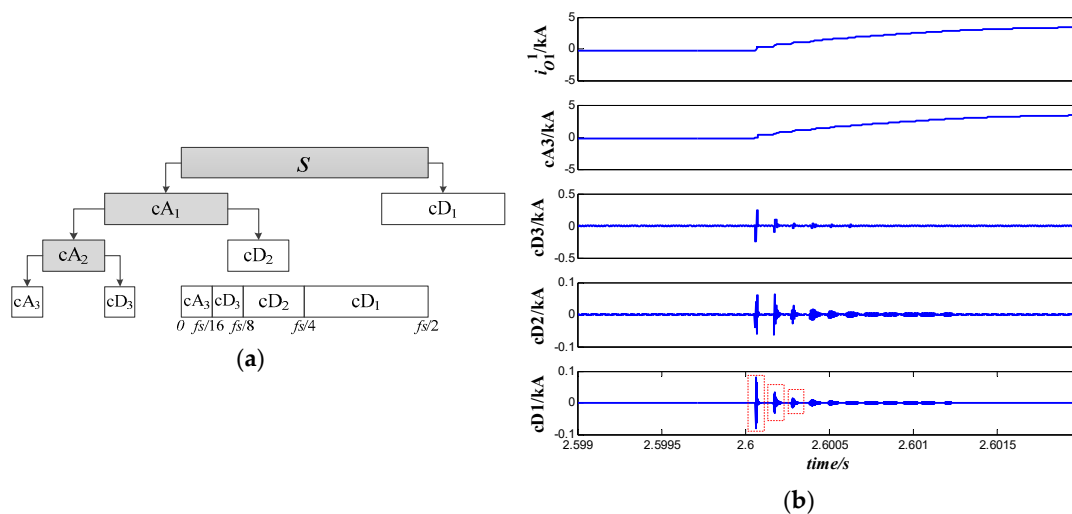 S
cA₁ cD₁
cA₂ cD₂
cA₃ cD₃ cA₃ cD₃ cD₂ cD₁
0 fs/16 fs/8 fs/4 fs/2
(a)
5
0
-5
i¹O1/kA
5
0
-5
cA3/kA
0.5
0
-0.5
cD3/kA
0.1
0
-0.1
cD2/kA
0.1
0
-0.1
cD1/kA
2.599 2.5995 2.6 2.6005 2.601 2.6015
time/s
(b)